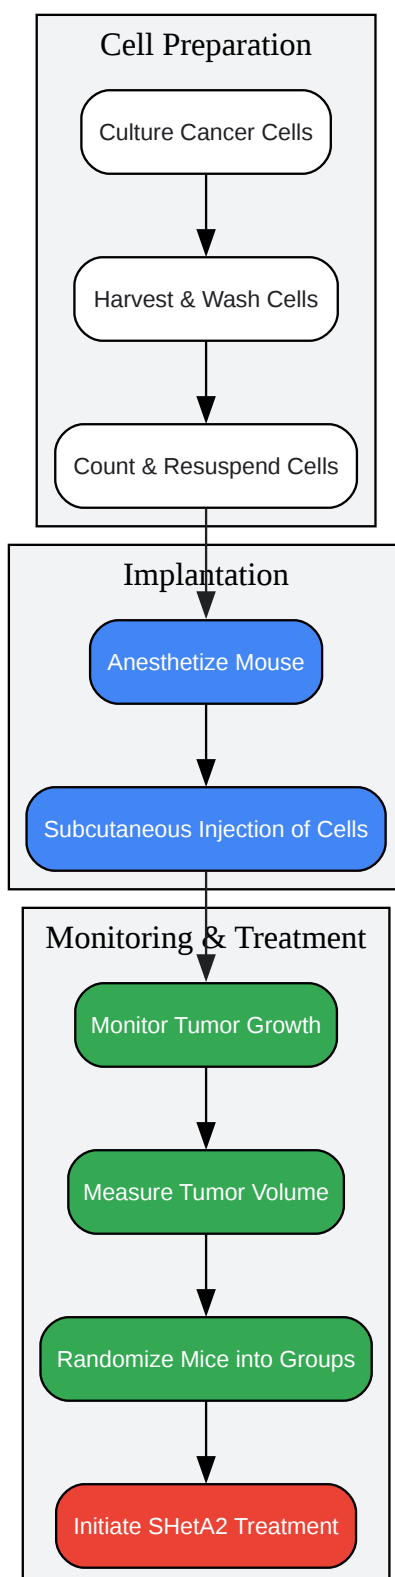 Cell Preparation
Culture Cancer Cells
Harvest & Wash Cells
Count & Resuspend Cells
Implantation
Anesthetize Mouse
Subcutaneous Injection of Cells
Monitoring & Treatment
Monitor Tumor Growth
Measure Tumor Volume
Randomize Mice into Groups
Initiate SHetA2 Treatment